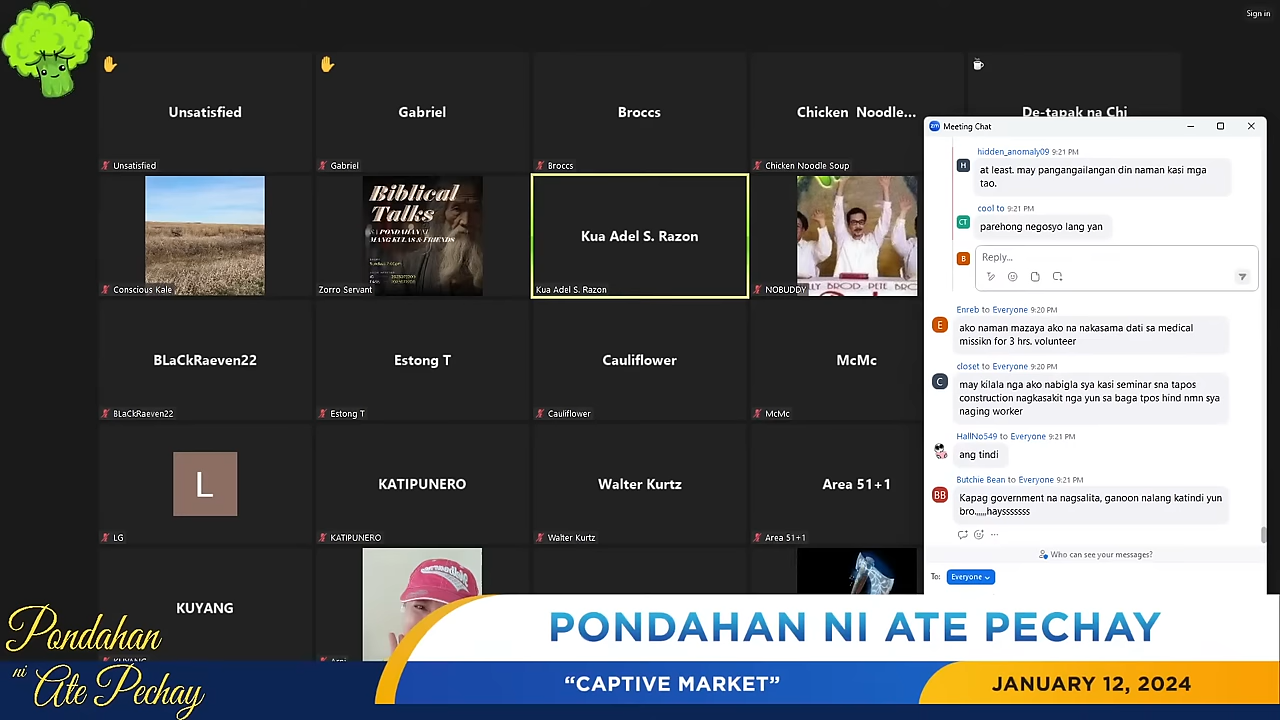 Sign in
Unsatisfied
Gabriel
Broccs
Chicken Noodle...
De-tapak na Chi
Unsatisfied
Gabriel
Broccs
Chicken Noodle Soup
Biblical
Talks
MANG KULAS & FRIENDS
Kua Adel S. Razon
Conscious Kale
Zorro Servant
Kua Adel S. Razon
NOBUDDY
BLaCkRaeven22
Estong T
Cauliflower
McMc
BLaCkRaeven22
Estong T
Cauliflower
McMc
L
KATIPUNERO
Walter Kurtz
Area 51+1
LG
KATIPUNERO
Walter Kurtz
Area 51+1
KUYANG
Meeting Chat
hidden_anomaly09 9:21 PM
H
at least. may pangangailangan din naman kasi mga
tao.
cool to 9:21 PM
CT
parehong negosyo lang yan
B
Reply...
Enreb to Everyone 9:20 PM
E
ako naman mazaya ako na nakasama dati sa medical
missikn for 3 hrs. volunteer
closet to Everyone 9:20 PM
C
may kilala nga ako nabigla sya kasi seminar sna tapos
construction nagkasakit nga yun sa baga tpos hind nmn sya
naging worker
HallNo549 to Everyone 9:21 PM
ang tindi
Butchie Bean to Everyone 9:21 PM
BB
Kapag government na nagsalita, ganoon nalang katindi yun
bro.,,,,,haysssssss
Who can see your messages?
To: Everyone
Pondahan
ni Ate Pechay
PONDAHAN NI ATE PECHAY
“CAPTIVE MARKET”
JANUARY 12, 2024